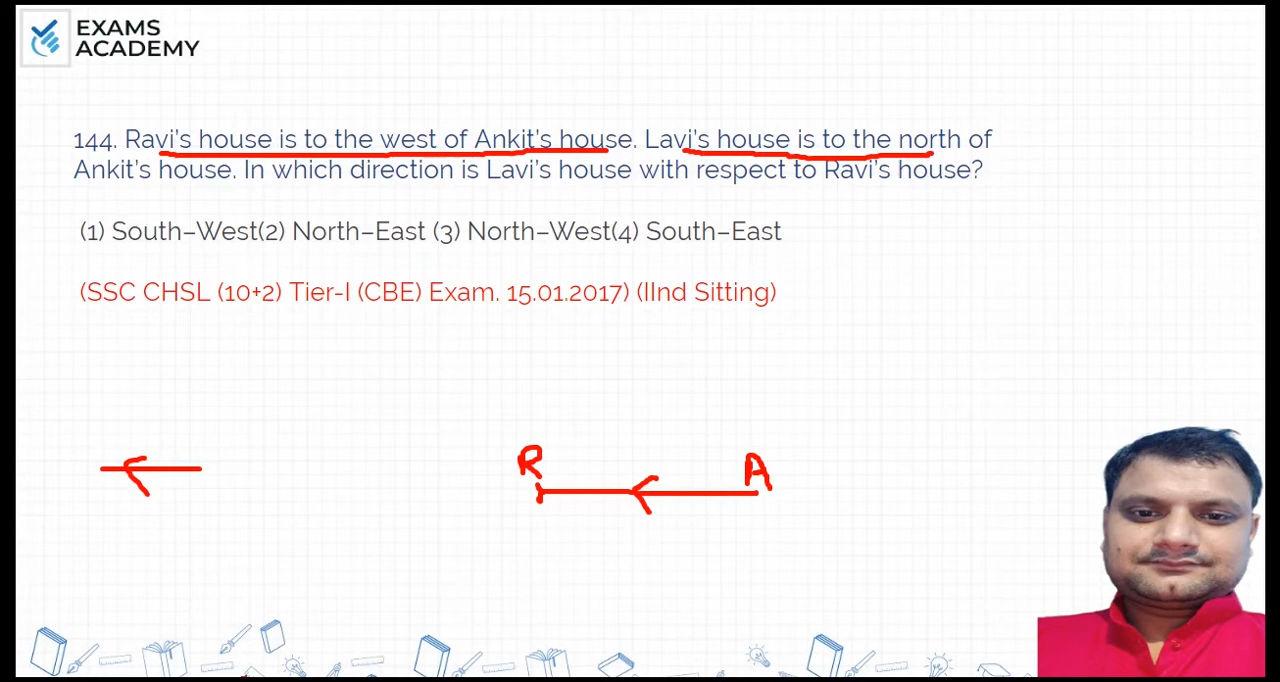 EXAMS
ACADEMY
144. Ravi's house is to the west of Ankit's house. Lavi's house is to the north of
Ankit's house. In which direction is Lavi's house with respect to Ravi's house?
(1) South–West(2) North–East (3) North–West(4) South–East
(SSC CHSL (10+2) Tier-I (CBE) Exam. 15.01.2017) (IInd Sitting)
R A